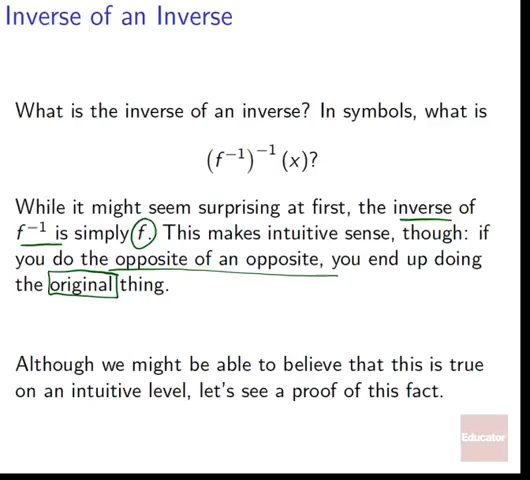 Inverse of an Inverse
What is the inverse of an inverse? In symbols, what is
(f⁻¹)⁻¹ (x)?
While it might seem surprising at first, the inverse of
f⁻¹ is simply f. This makes intuitive sense, though: if
you do the opposite of an opposite, you end up doing
the original thing.
Although we might be able to believe that this is true
on an intuitive level, let's see a proof of this fact.
Educator